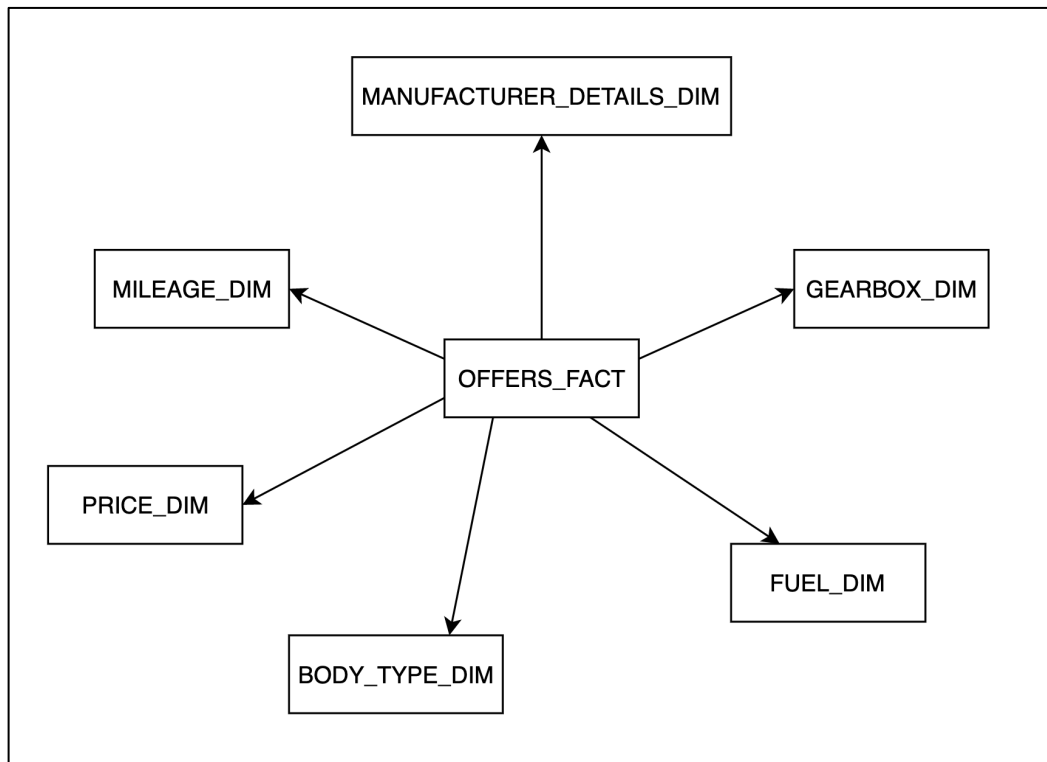 MANUFACTURER_DETAILS_DIM
MILEAGE_DIM
GEARBOX_DIM
OFFERS_FACT
PRICE_DIM
FUEL_DIM
BODY_TYPE_DIM